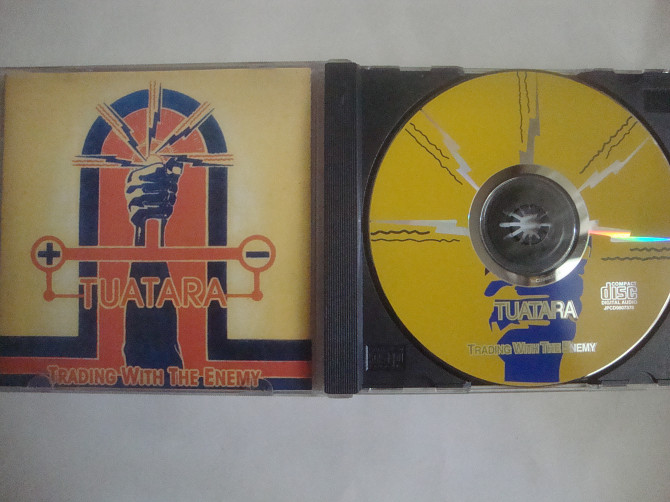 + −
TUATARA
TRADING WITH THE ENEMY
COMPACT
disc
DIGITAL AUDIO
TUATARA
TRADING WITH THE ENEMY